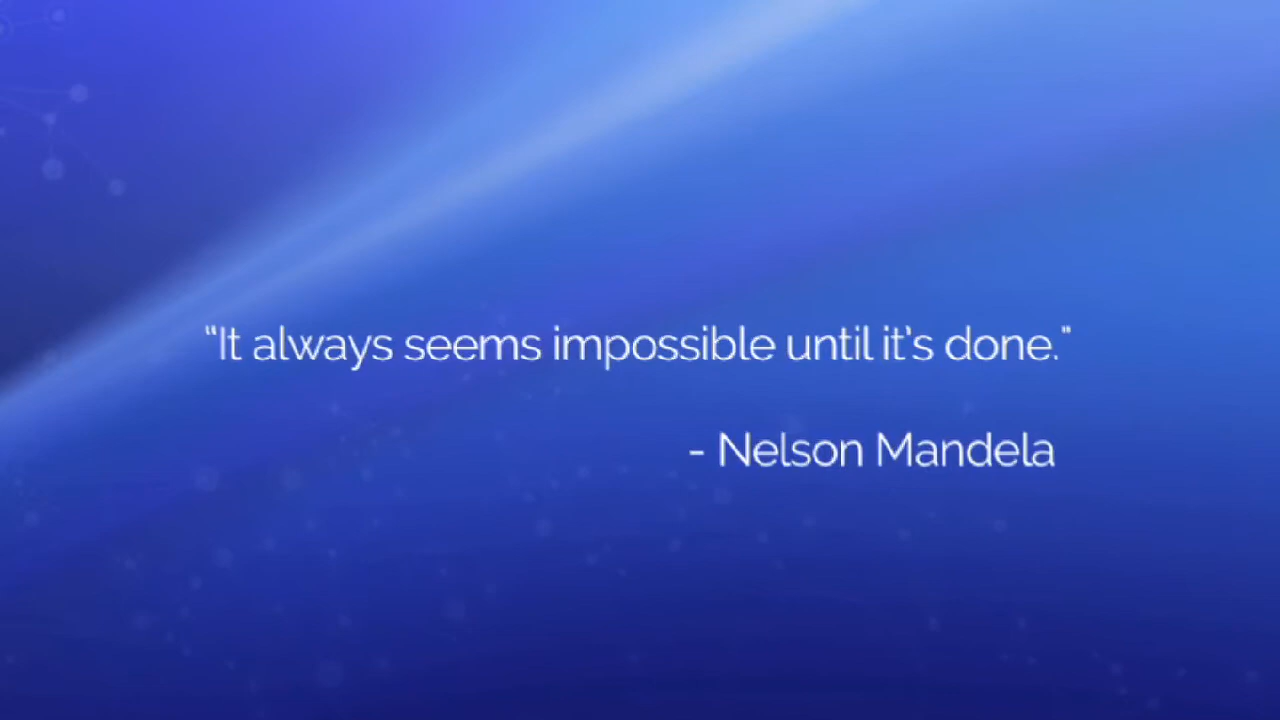 “It always seems impossible until it's done."
- Nelson Mandela